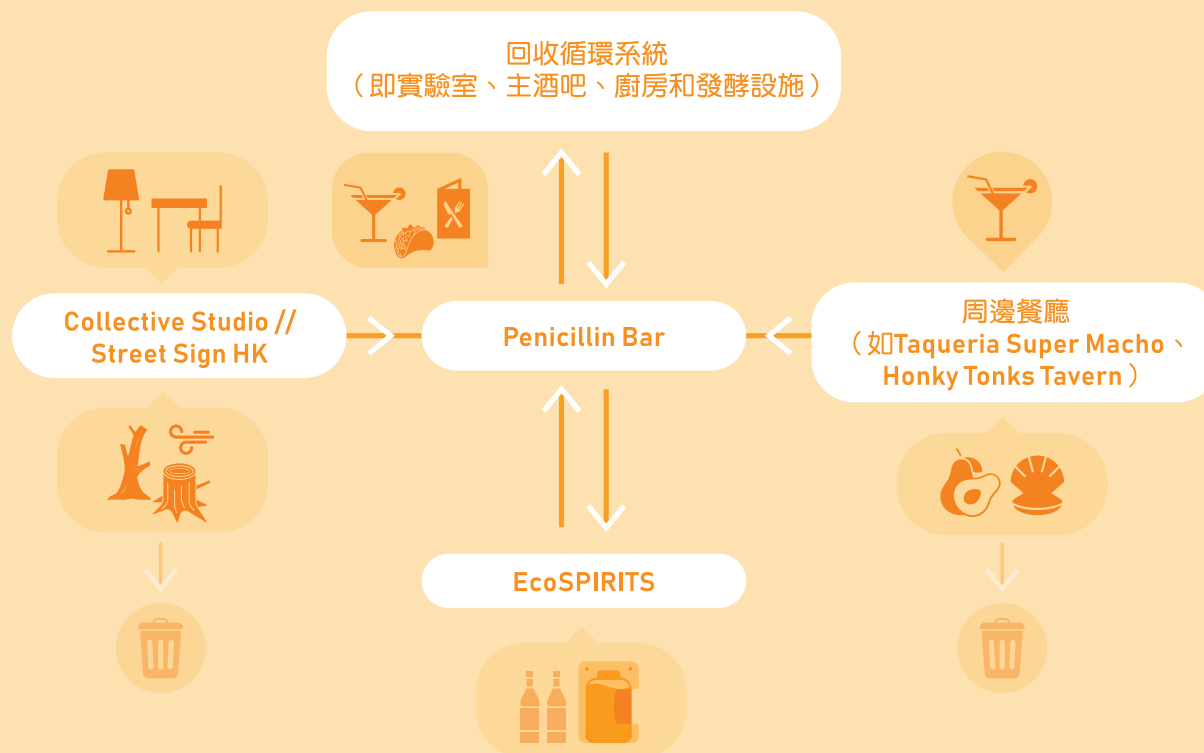 回收循環系統
（即實驗室、主酒吧、廚房和發酵設施）
Collective Studio //
Street Sign HK
Penicillin Bar
周邊餐廳
（如Taqueria Super Macho、
Honky Tonks Tavern）
EcoSPIRITS